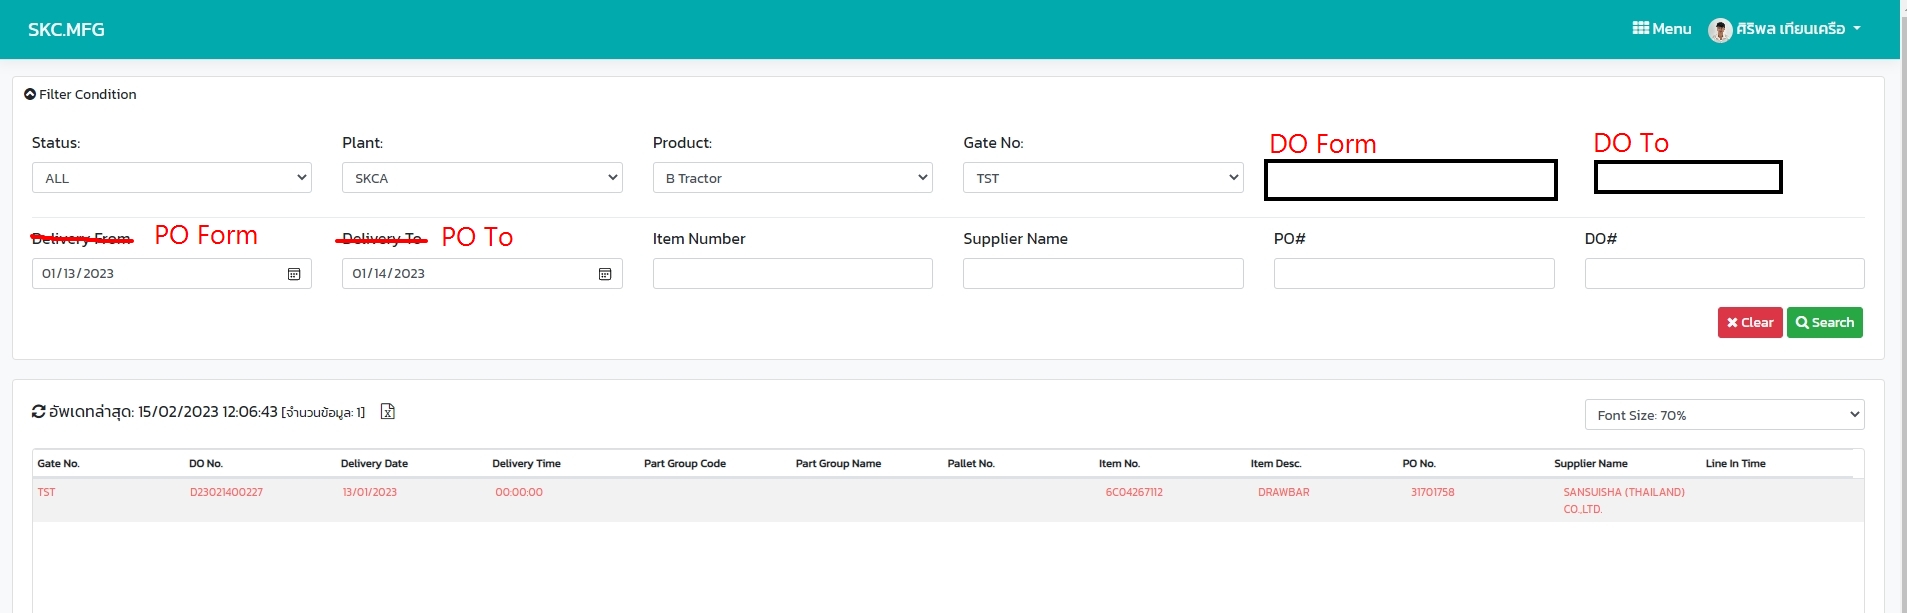 SKC.MFG
Menu ศิริพล เทียนเครือ
Filter Condition
Status: Plant: Product: Gate No: DO Form DO To
ALL SKCA B Tractor TST
Delivery From PO Form Delivery To PO To Item Number Supplier Name PO# DO#
01/13/2023 01/14/2023
Clear Search
อัพเดทล่าสุด: 15/02/2023 12:06:43 [จำนวนข้อมูล: 1] Font Size: 70%
Gate No. DO No. Delivery Date Delivery Time Part Group Code Part Group Name Pallet No. Item No. Item Desc. PO No. Supplier Name Line In Time
TST D23021400227 13/01/2023 00:00:00 6C04267112 DRAWBAR 31701758 SANSUISHA (THAILAND)
CO.,LTD.